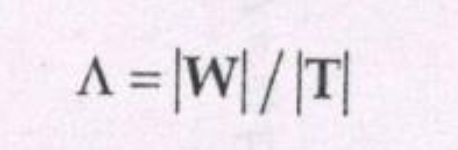 Λ = |W| / |T|